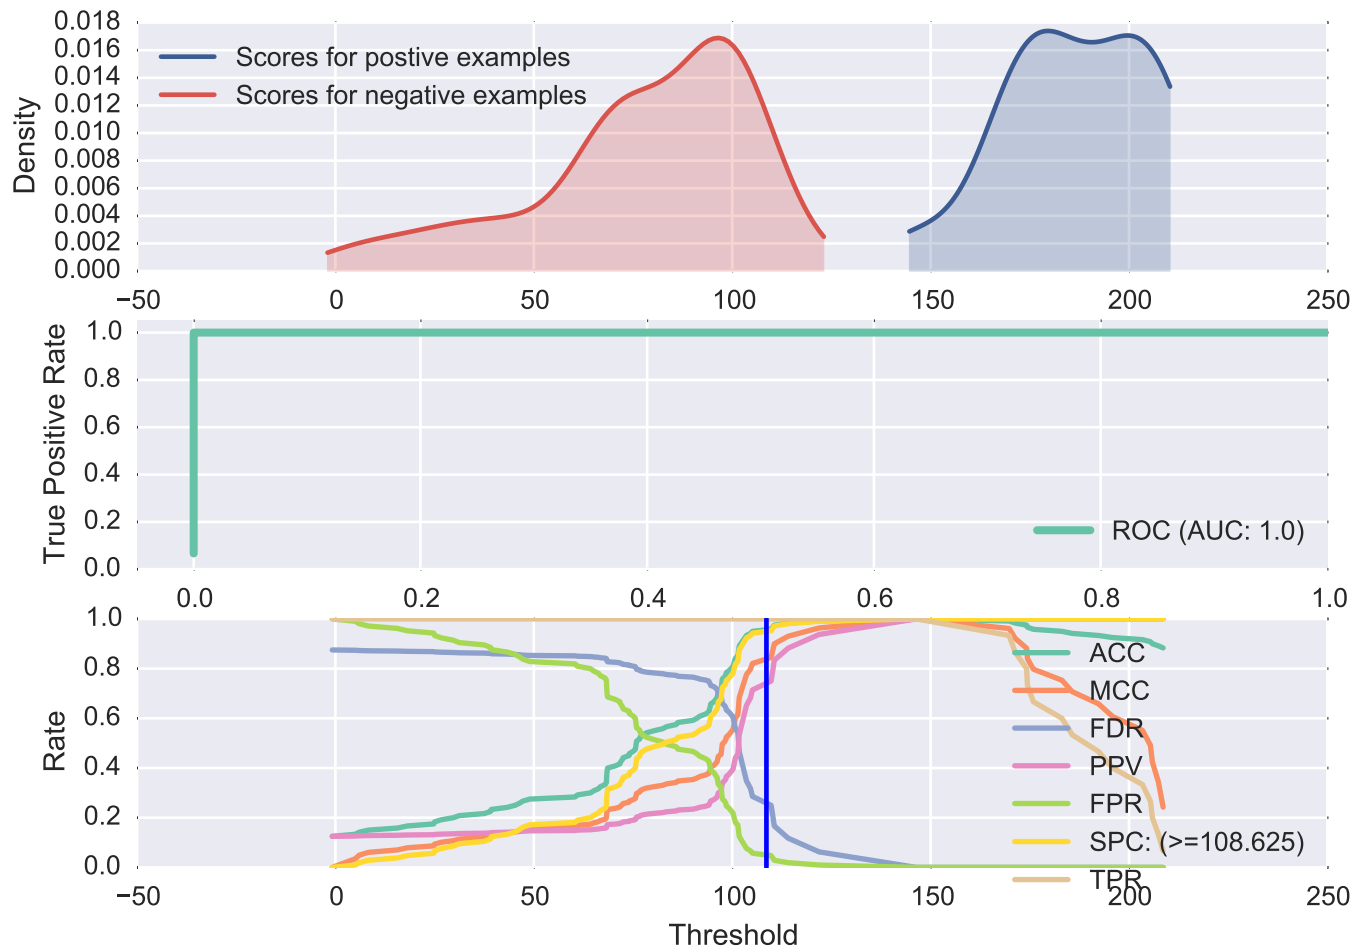 0.018
0.016
0.014
0.012
0.010
0.008
0.006
0.004
0.002
0.000
Density
Scores for postive examples
Scores for negative examples
−50 0 50 100 150 200 250
1.0
0.8
0.6
0.4
0.2
0.0
True Positive Rate
ROC (AUC: 1.0)
0.0 0.2 0.4 0.6 0.8 1.0
1.0
0.8
0.6
0.4
0.2
0.0
Rate
ACC
MCC
FDR
PPV
FPR
SPC: (>=108.625)
TPR
−50 0 50 100 150 200 250
Threshold